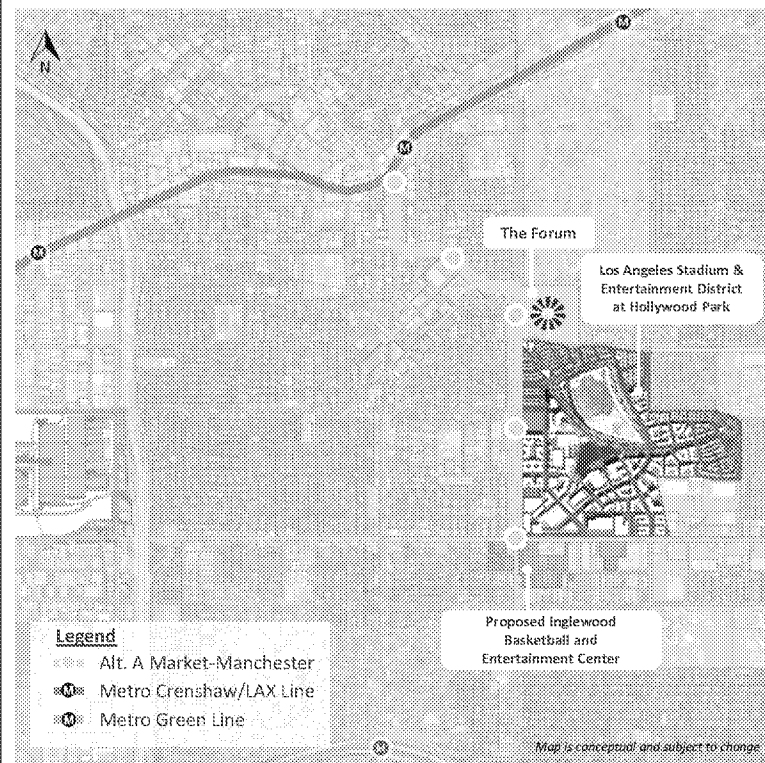 M
N
M
The Forum
M
Los Angeles Stadium &
Entertainment District
at Hollywood Park
Proposed Inglewood
Basketball and
Entertainment Center
Legend
Alt. A Market-Manchester
M Metro Crenshaw/LAX Line
M Metro Green Line
M
Map is conceptual and subject to change